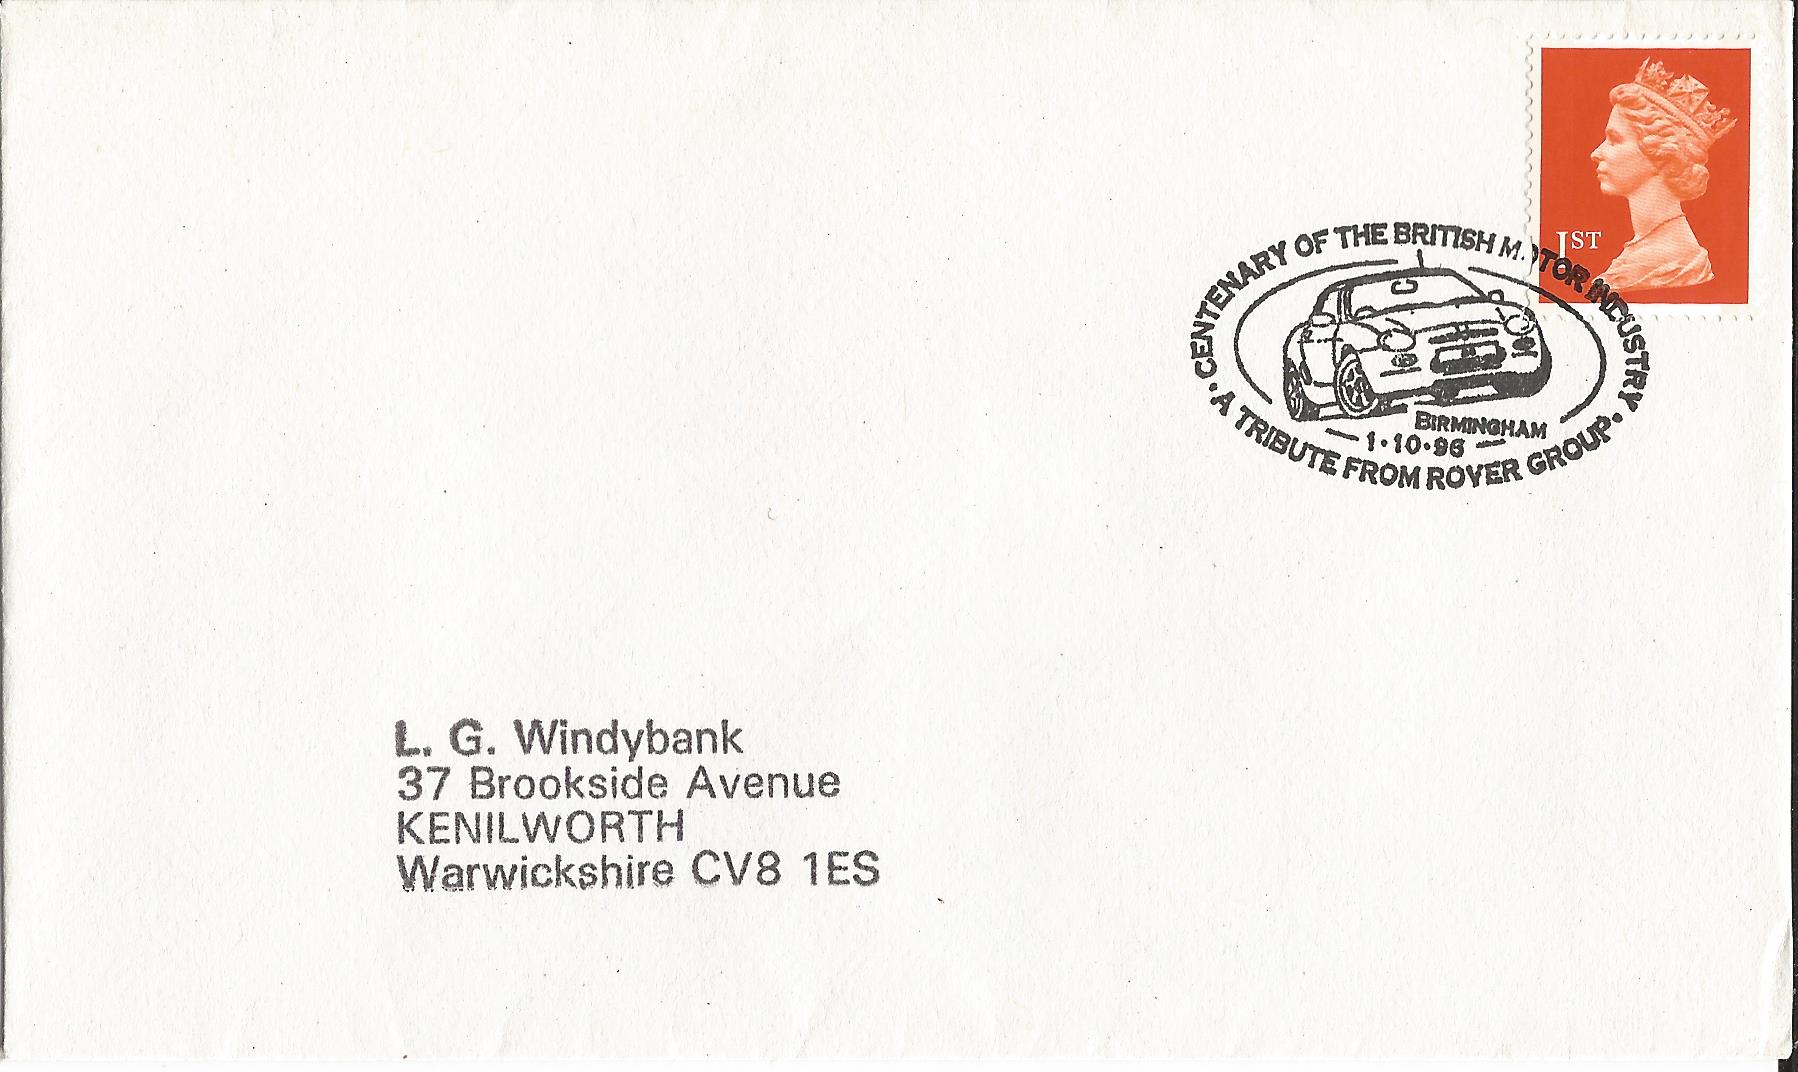 1ST
CENTENARY OF THE BRITISH MOTOR INDUSTRY
BIRMINGHAM
1·10·96
· A TRIBUTE FROM ROVER GROUP ·
L. G. Windybank
37 Brookside Avenue
KENILWORTH
Warwickshire CV8 1ES